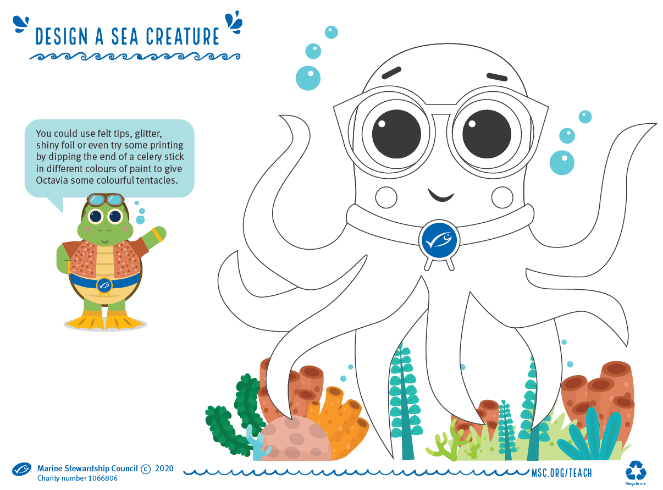 DESIGN A SEA CREATURE
You could use felt tips, glitter,
shiny foil or even try some printing
by dipping the end of a celery stick
in different colours of paint to give
Octavia some colourful tentacles.
Marine Stewardship Council © 2020
Charity number 1066806
MSC.ORG/TEACH
Recycle me